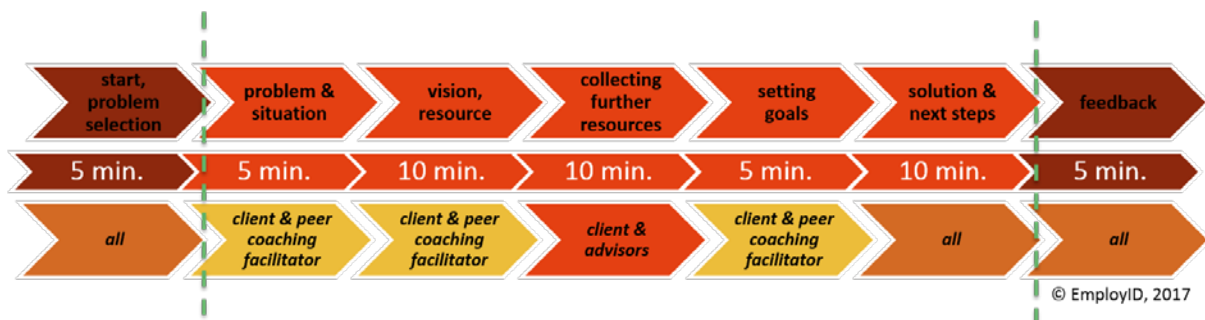 start,
problem
selection
problem &
situation
vision,
resource
collecting
further
resources
setting
goals
solution &
next steps
feedback
5 min.
5 min.
10 min.
10 min.
5 min.
10 min.
5 min.
all
client & peer
coaching
facilitator
client & peer
coaching
facilitator
client &
advisors
client & peer
coaching
facilitator
all
all
© EmployID, 2017